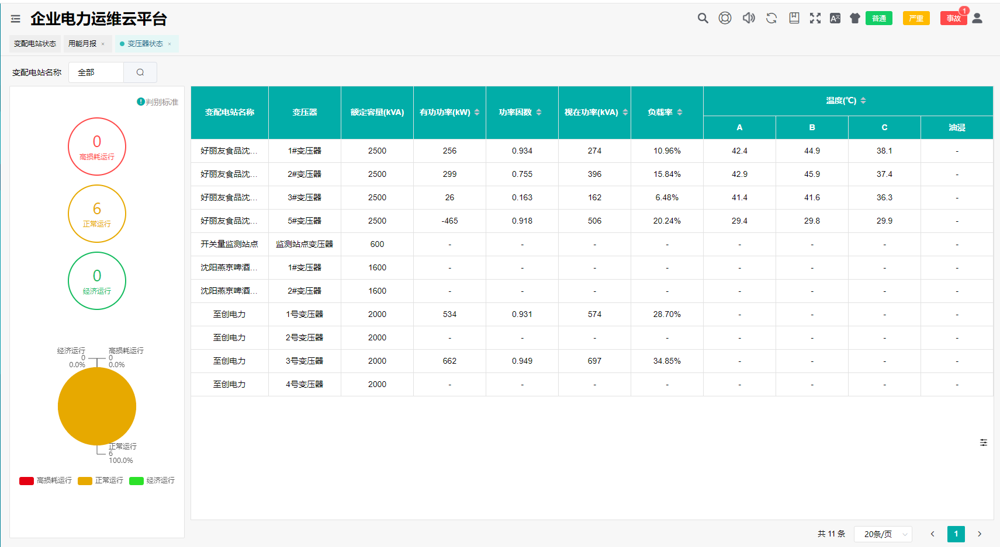 企业电力运维云平台
普通
严重
事故
1
变配电站状态
用能月报 ×
变压器状态 ×
变配电站名称 全部
判别标准
0
高损耗运行
6
正常运行
0
经济运行
经济运行
0
0.0%
高损耗运行
0
0.0%
正常运行
6
100.0%
高损耗运行 正常运行 经济运行
变配电站名称 变压器 额定容量(kVA) 有功功率(kW) 功率因数 视在功率(kVA) 负载率 温度(℃)
A B C 油浸
好丽友食品沈... 1#变压器 2500 256 0.934 274 10.96% 42.4 44.9 38.1 -
好丽友食品沈... 2#变压器 2500 299 0.755 396 15.84% 42.9 45.9 37.4 -
好丽友食品沈... 3#变压器 2500 26 0.163 162 6.48% 41.4 41.6 36.3 -
好丽友食品沈... 5#变压器 2500 -465 0.918 506 20.24% 29.4 29.8 29.9 -
开关量监测站点 监测站点变压器 600 - - - - - - - -
沈阳燕京啤酒... 1#变压器 1600 - - - - - - - -
沈阳燕京啤酒... 2#变压器 1600 - - - - - - - -
至创电力 1号变压器 2000 534 0.931 574 28.70% - - - -
至创电力 2号变压器 2000 - - - - - - - -
至创电力 3号变压器 2000 662 0.949 697 34.85% - - - -
至创电力 4号变压器 2000 - - - - - - - -
共 11 条 20条/页 1